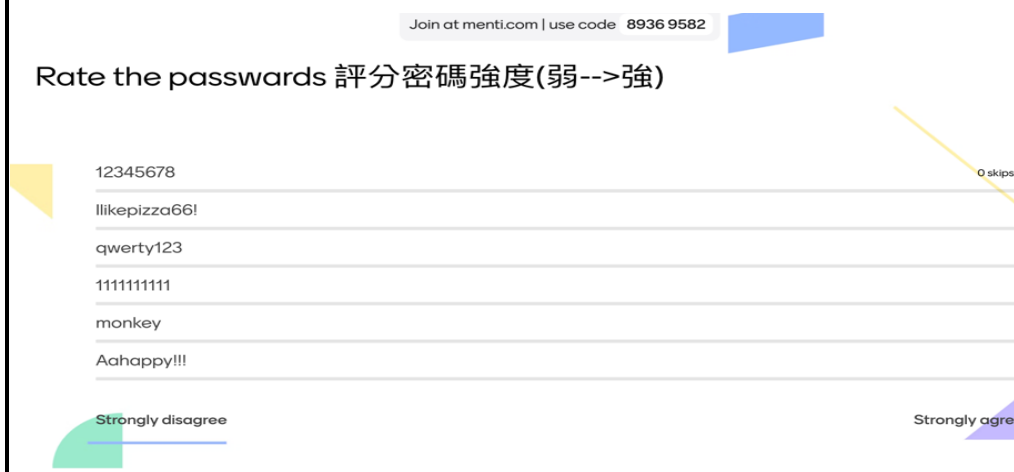 Join at menti.com | use code 8936 9582
Rate the passwards 評分密碼強度(弱-->強)
12345678
0 skips
Ilikepizza66!
qwerty123
1111111111
monkey
Aahappy!!!
Strongly disagree
Strongly agre